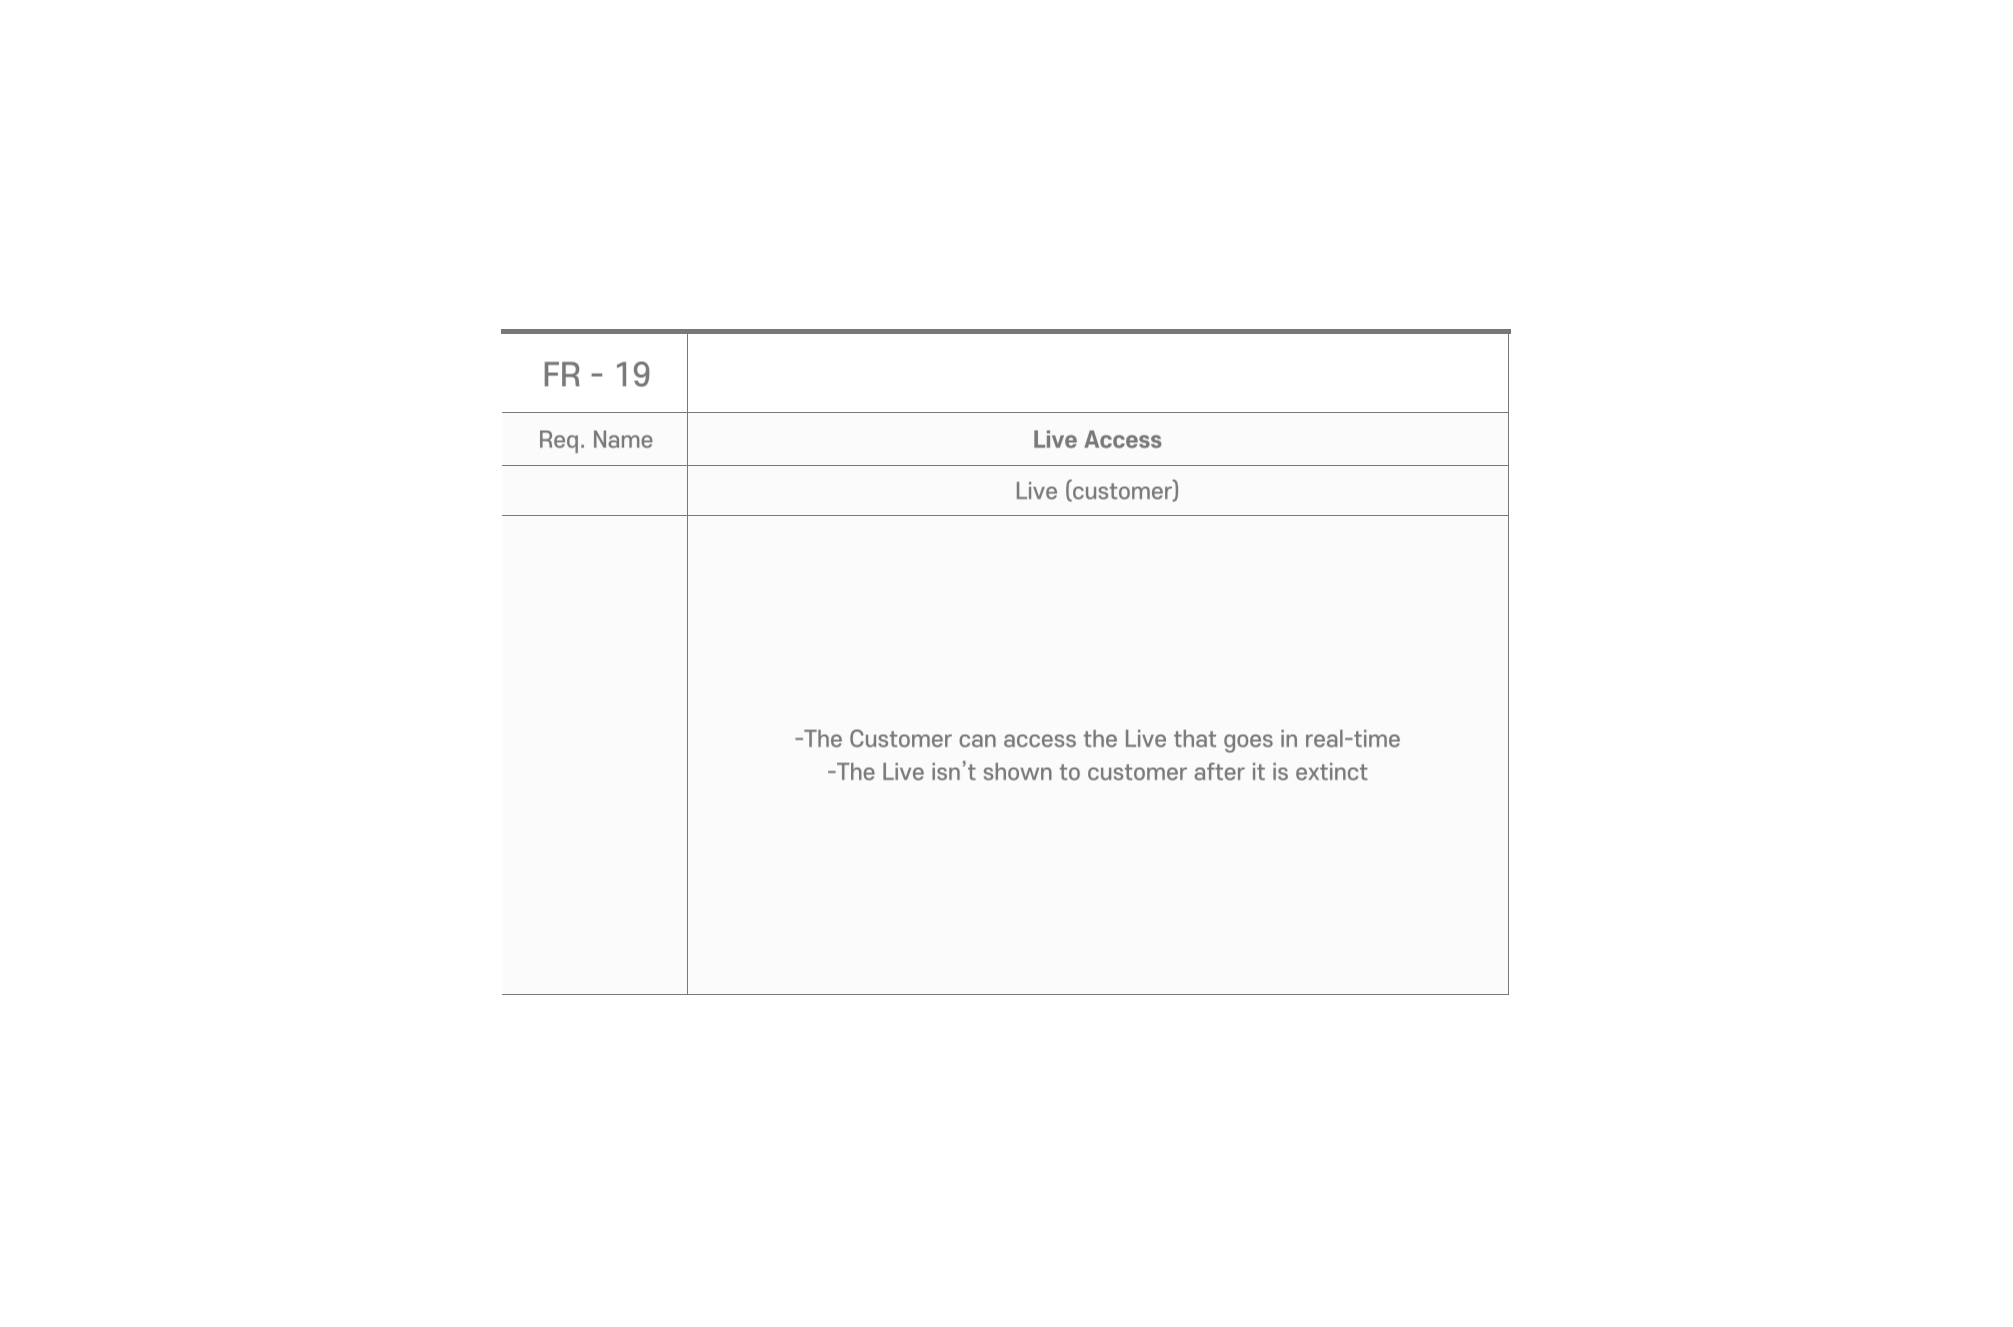 FR - 19
Req. Name
Live Access
Live (customer)
-The Customer can access the Live that goes in real-time
-The Live isn’t shown to customer after it is extinct